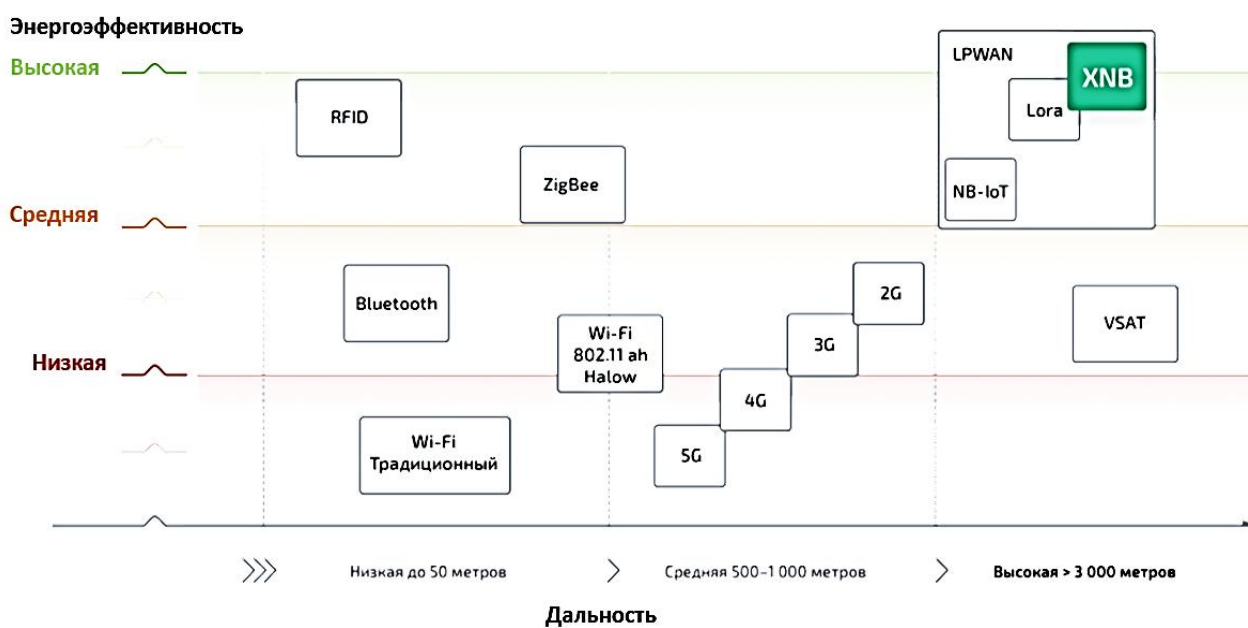 Энергоэффективность
Высокая
LPWAN
XNB
RFID
Lora
ZigBee
NB-IoT
Средняя
Bluetooth
2G
VSAT
Wi-Fi
802.11 ah
Halow
3G
Низкая
4G
Wi-Fi
Традиционный
5G
Низкая до 50 метров
Средняя 500-1 000 метров
Высокая > 3 000 метров
Дальность